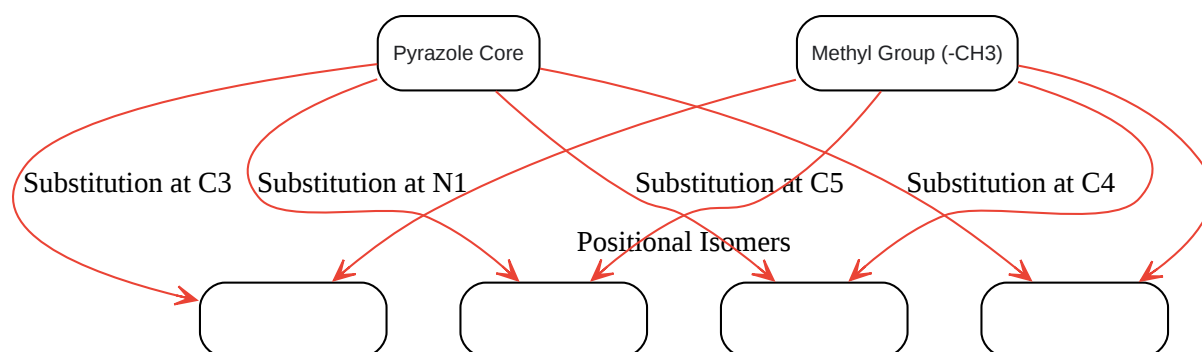 Pyrazole Core
Methyl Group (-CH3)
Substitution at C3
Substitution at N1
Substitution at C5
Substitution at C4
Positional Isomers